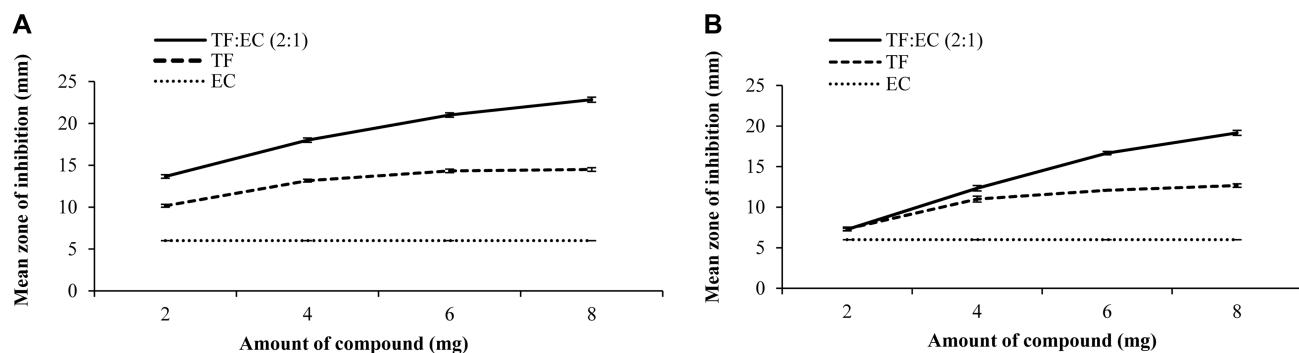 A
TF:EC (2:1)
TF
EC
Mean zone of inhibition (mm)
25
20
15
10
5
0
2 4 6 8
Amount of compound (mg)
B
TF:EC (2:1)
TF
EC
Mean zone of inhibition (mm)
25
20
15
10
5
0
2 4 6 8
Amount of compound (mg)